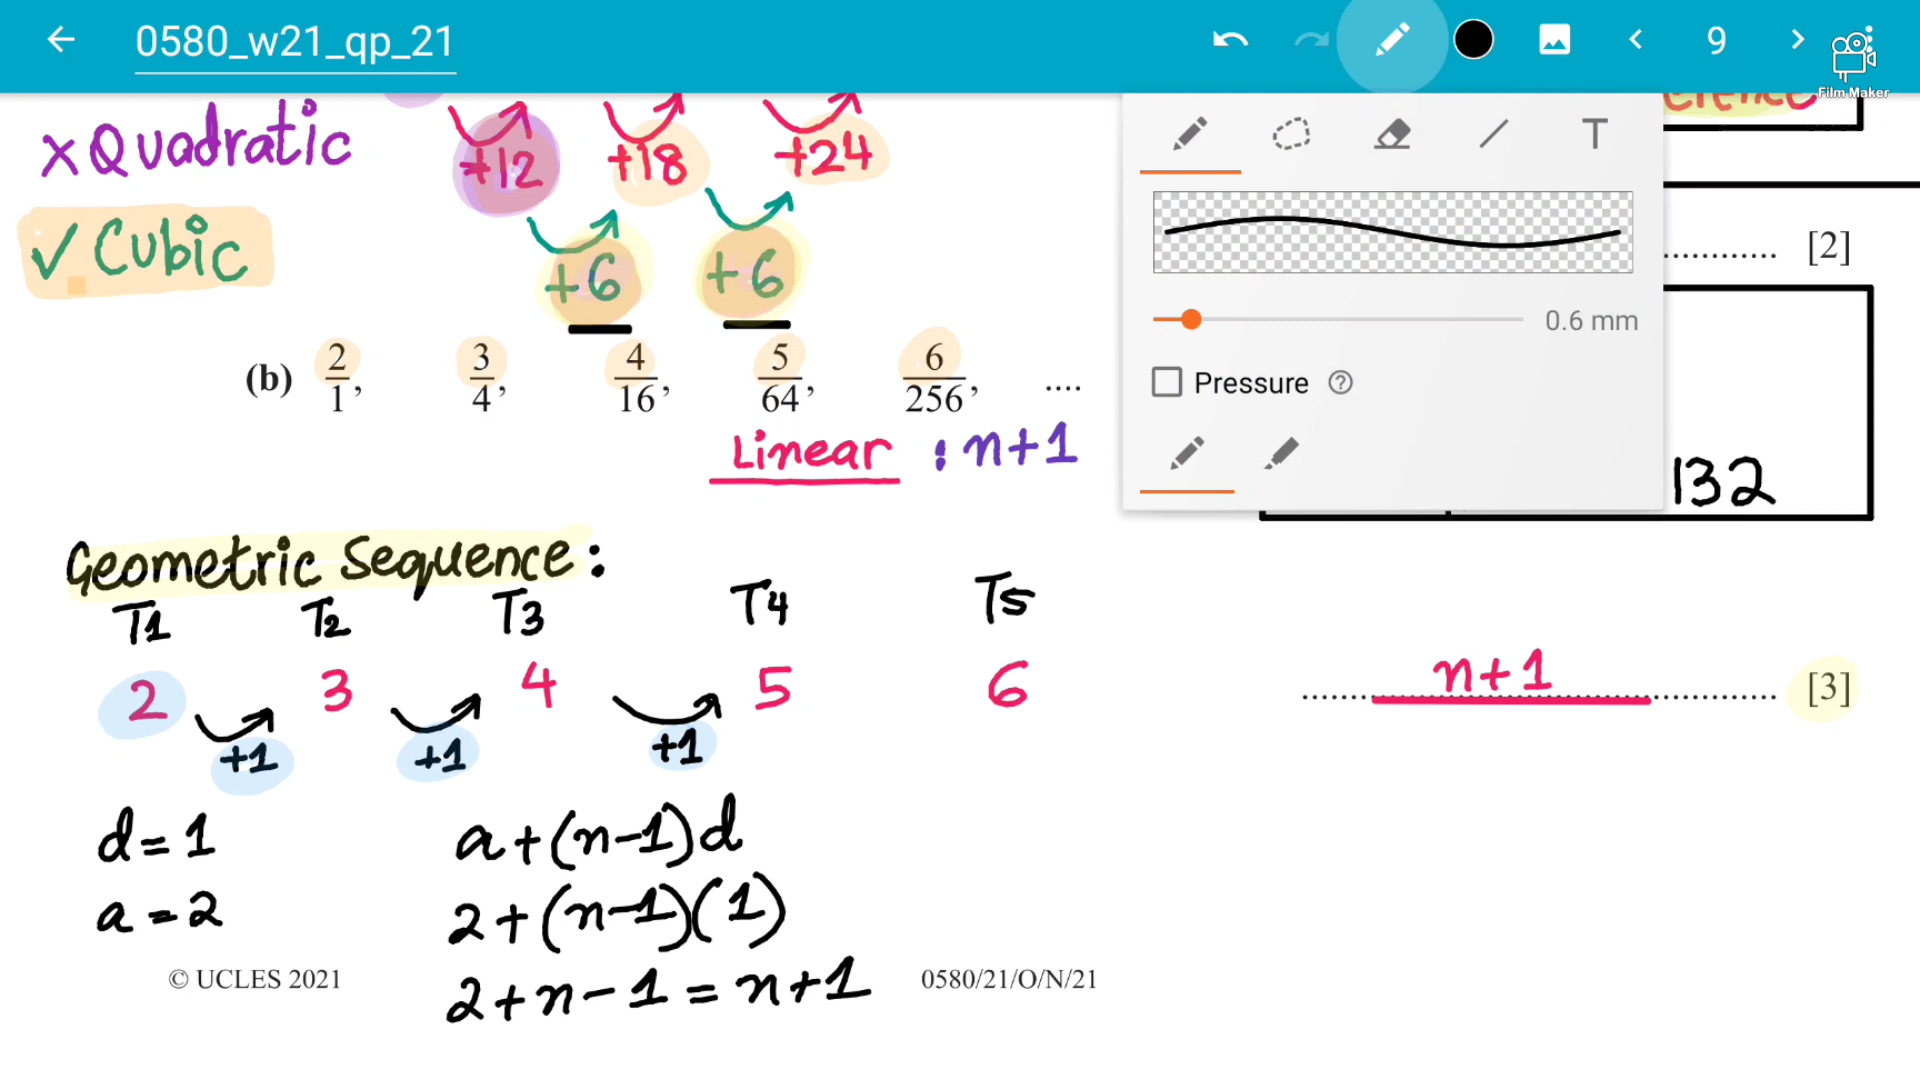 0580_w21_qp_21
9
Film Maker
× Quadratic
+12 +18 +24
✓ Cubic
+6 +6
[2]
0.6 mm
Pressure
T
(b) 2/1, 3/4, 4/16, 5/64, 6/256, ....
Linear : n+1
132
Geometric Sequence:
T1 T2 T3 T4 T5
2 3 4 5 6
+1 +1 +1
n+1 [3]
d=1 a+(n-1)d
a=2 2+(n-1)(1)
2+n-1=n+1
© UCLES 2021 0580/21/O/N/21